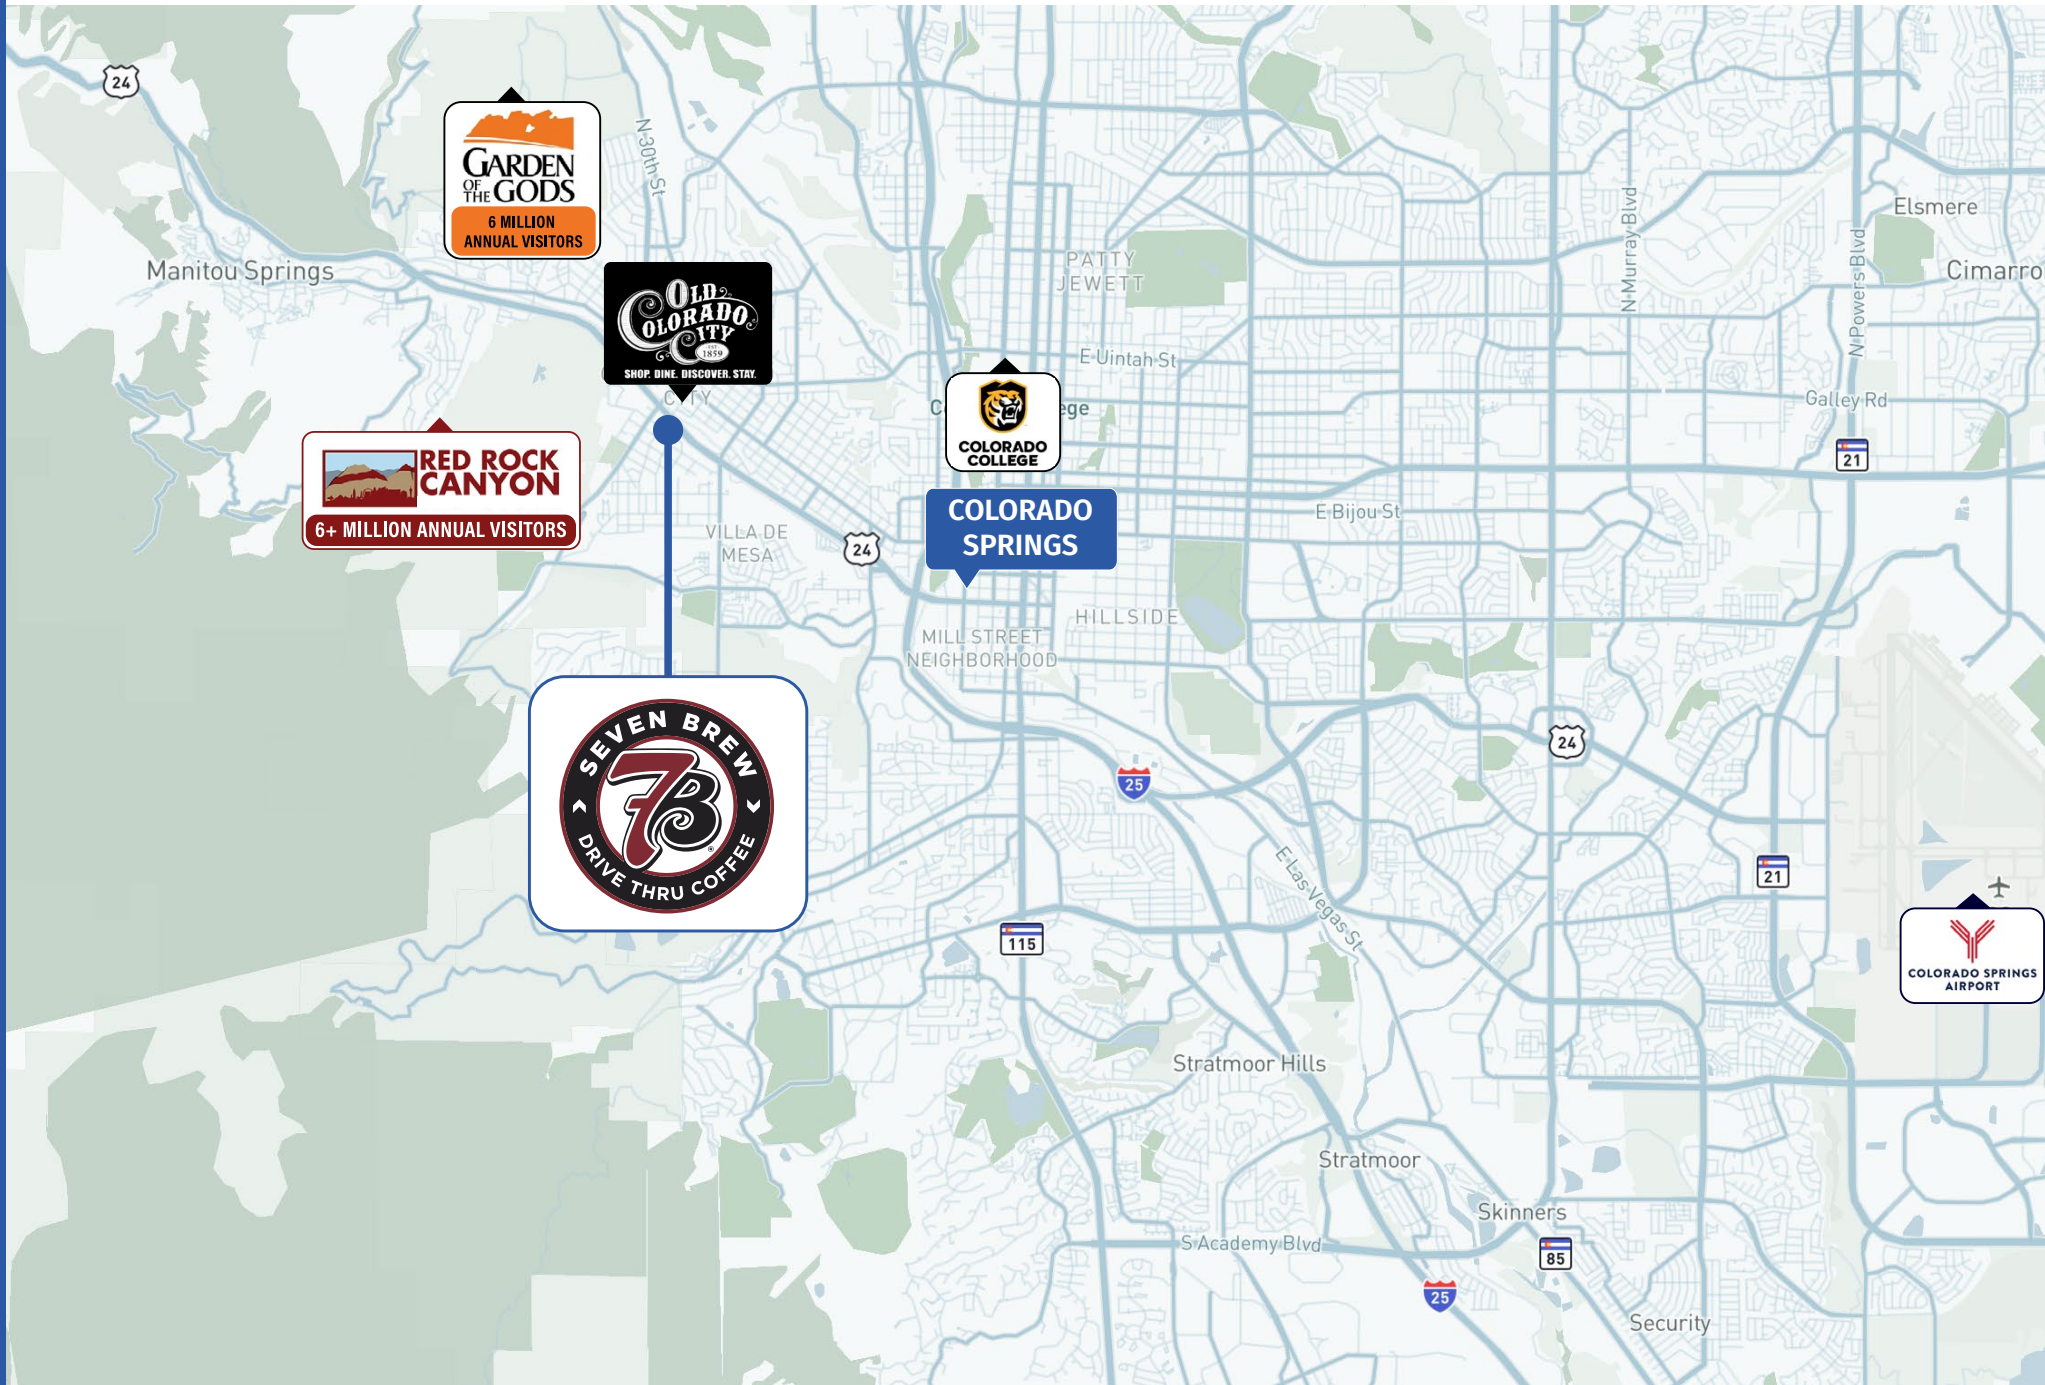 24
GARDEN
OF THE GODS
6 MILLION
ANNUAL VISITORS
N 30th St
Manitou Springs
OLD
COLORADO
CITY
EST
1859
SHOP. DINE. DISCOVER. STAY.
CITY
PATTY
JEWETT
N Murray Blvd
Elsmere
N Powers Blvd
Cimarro
E Uintah St
Galley Rd
21
COLORADO
COLLEGE
ege
RED ROCK
CANYON
6+ MILLION ANNUAL VISITORS
COLORADO
SPRINGS
E Bijou St
VILLA DE
MESA
24
HILLSIDE
MILL STREET
NEIGHBORHOOD
SEVEN BREW
7B
DRIVE THRU COFFEE
24
25
E Las Vegas St
21
115
COLORADO SPRINGS
AIRPORT
Stratmoor Hills
Stratmoor
Skinners
S Academy Blvd
85
25
Security